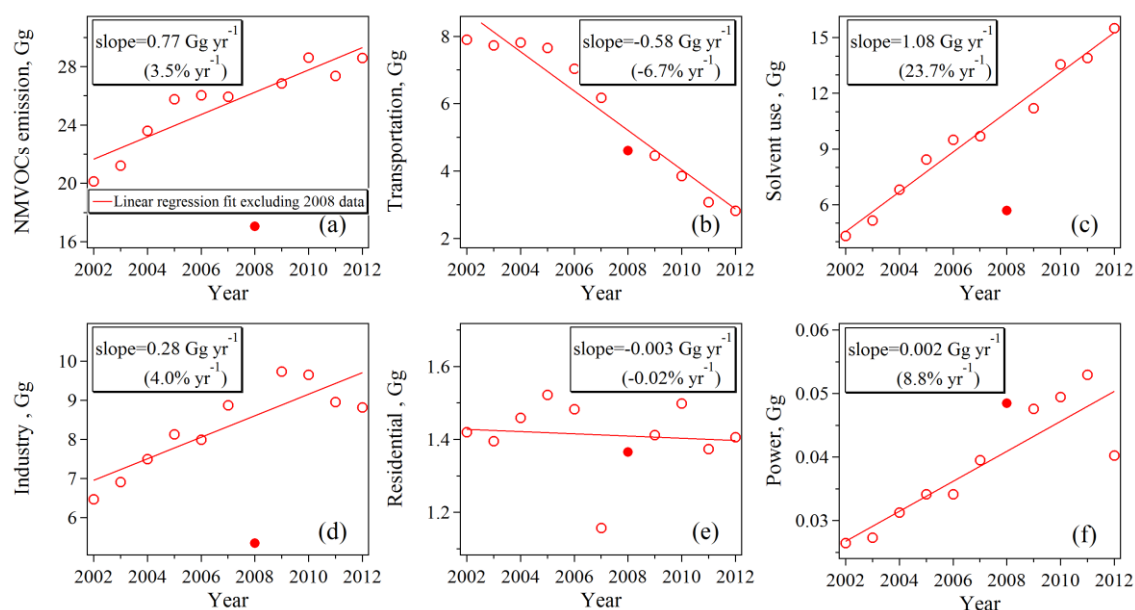 NMVOCs emission, Gg
28
24
20
16
slope=0.77 Gg yr⁻¹
(3.5% yr⁻¹)
Linear regression fit excluding 2008 data
(a)
2002 2004 2006 2008 2010 2012
Year
Transportation, Gg
8
6
4
2
slope=-0.58 Gg yr⁻¹
(-6.7% yr⁻¹)
(b)
2002 2004 2006 2008 2010 2012
Year
Solvent use , Gg
15
12
9
6
slope=1.08 Gg yr⁻¹
(23.7% yr⁻¹)
(c)
2002 2004 2006 2008 2010 2012
Year
Industry , Gg
10
9
8
7
6
slope=0.28 Gg yr⁻¹
(4.0% yr⁻¹)
(d)
2002 2004 2006 2008 2010 2012
Year
Residential , Gg
1.6
1.4
1.2
slope=-0.003 Gg yr⁻¹
(-0.02% yr⁻¹)
(e)
2002 2004 2006 2008 2010 2012
Year
Power, Gg
0.06
0.05
0.04
0.03
slope=0.002 Gg yr⁻¹
(8.8% yr⁻¹)
(f)
2002 2004 2006 2008 2010 2012
Year